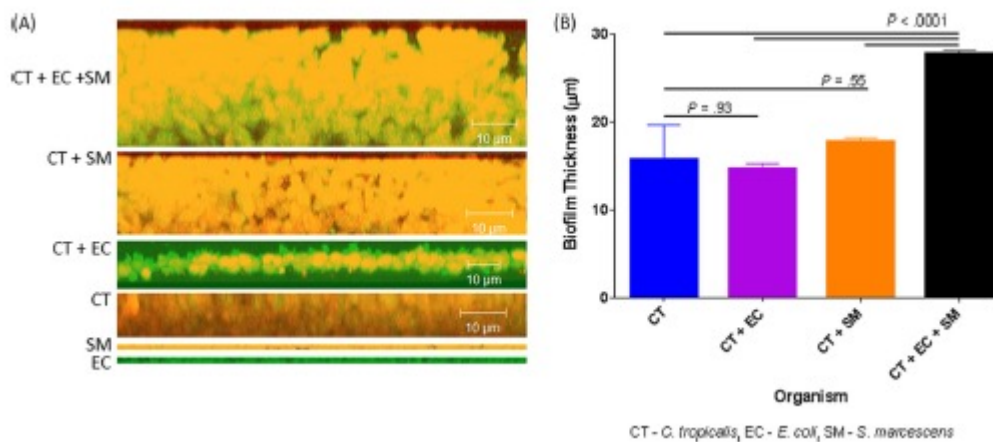 (A)
CT + EC +SM
10 µm
CT + SM
10 µm
CT + EC
10 µm
CT
10 µm
SM
EC
(B)
P < .0001
P = .55
P = .93
Biofilm Thickness (µm)
40
30
20
10
0
CT
CT + EC
CT + SM
CT + EC + SM
Organism
CT - C. tropicalis, EC - E. coli, SM - S. marcescens